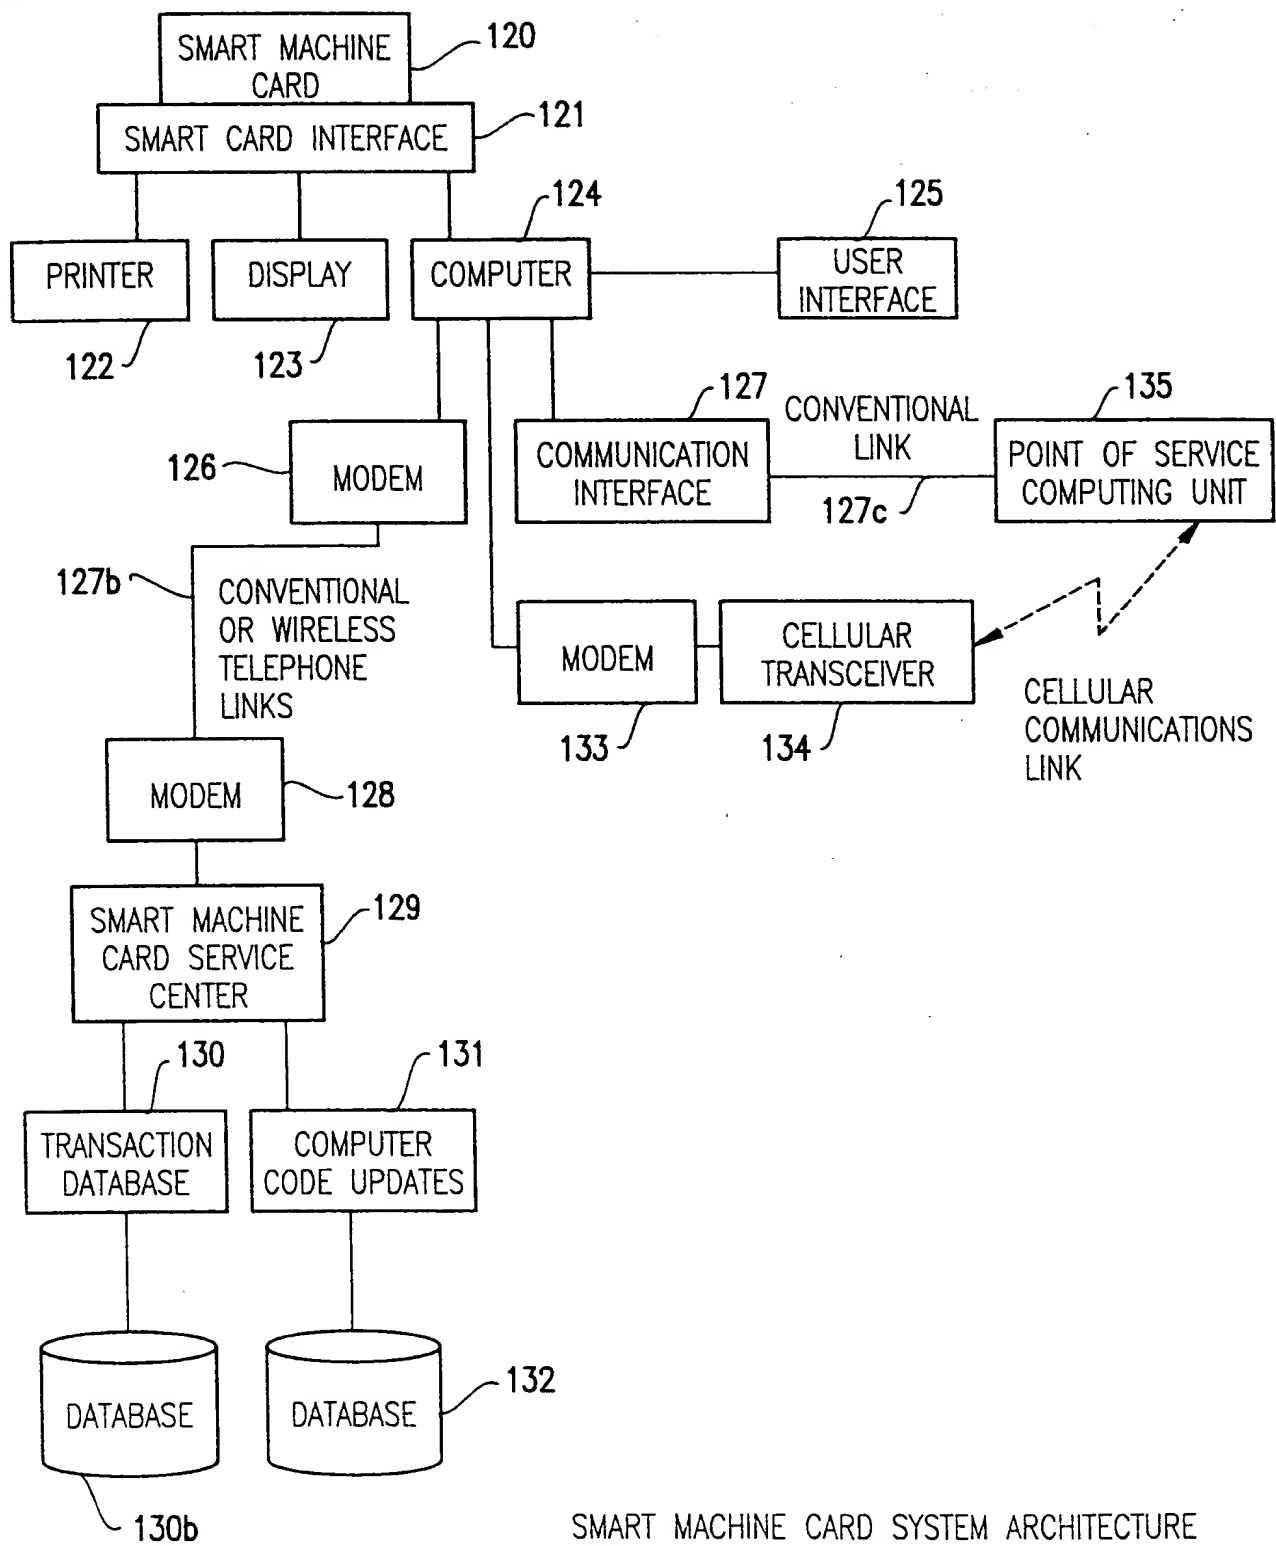 SMART MACHINE
CARD
120
SMART CARD INTERFACE
121
PRINTER
122
DISPLAY
123
COMPUTER
124
USER
INTERFACE
125
MODEM
126
COMMUNICATION
INTERFACE
127
CONVENTIONAL
LINK
127c
POINT OF SERVICE
COMPUTING UNIT
135
127b
CONVENTIONAL
OR WIRELESS
TELEPHONE
LINKS
MODEM
133
CELLULAR
TRANSCEIVER
134
CELLULAR
COMMUNICATIONS
LINK
MODEM
128
SMART MACHINE
CARD SERVICE
CENTER
129
130
TRANSACTION
DATABASE
131
COMPUTER
CODE UPDATES
DATABASE
130b
DATABASE
132
SMART MACHINE CARD SYSTEM ARCHITECTURE